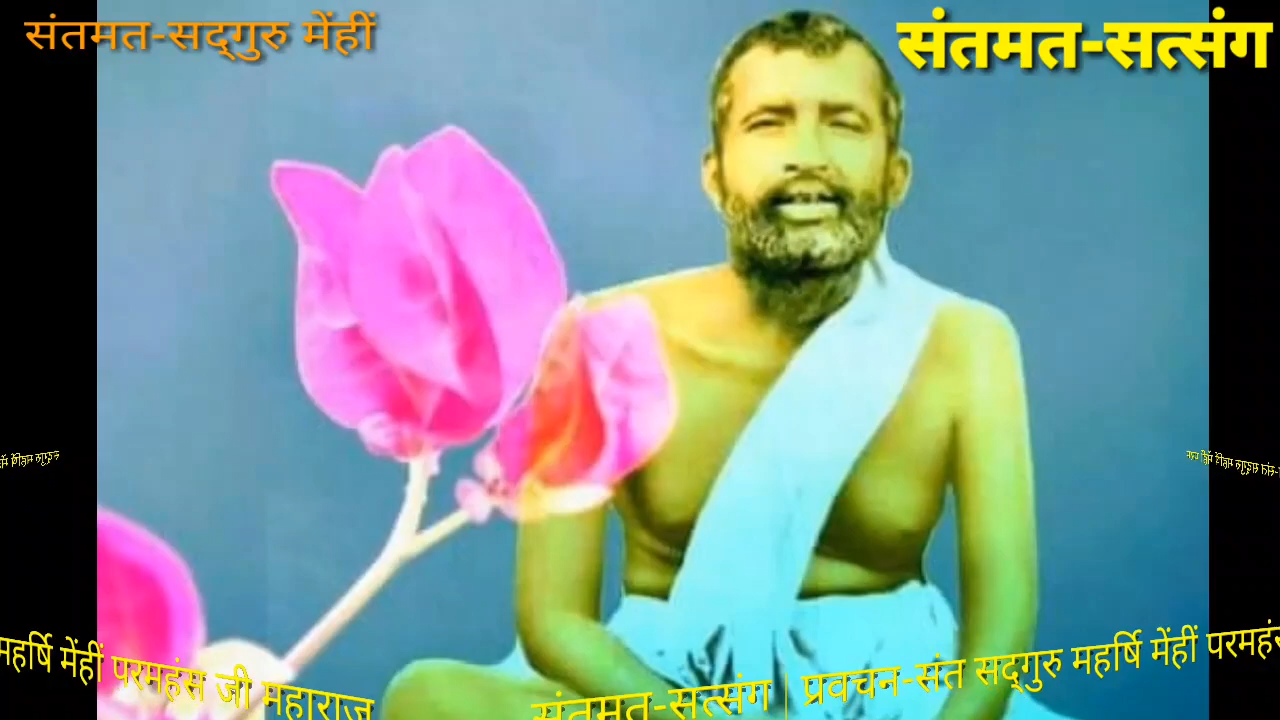 संतमत-सद्गुरु मेंहीं
संतमत-सत्संग
महर्षि मेंहीं परमहंस जी महाराज
संतमत-सत्संग | प्रवचन-संत सद्गुरु महर्षि मेंहीं परमहंस